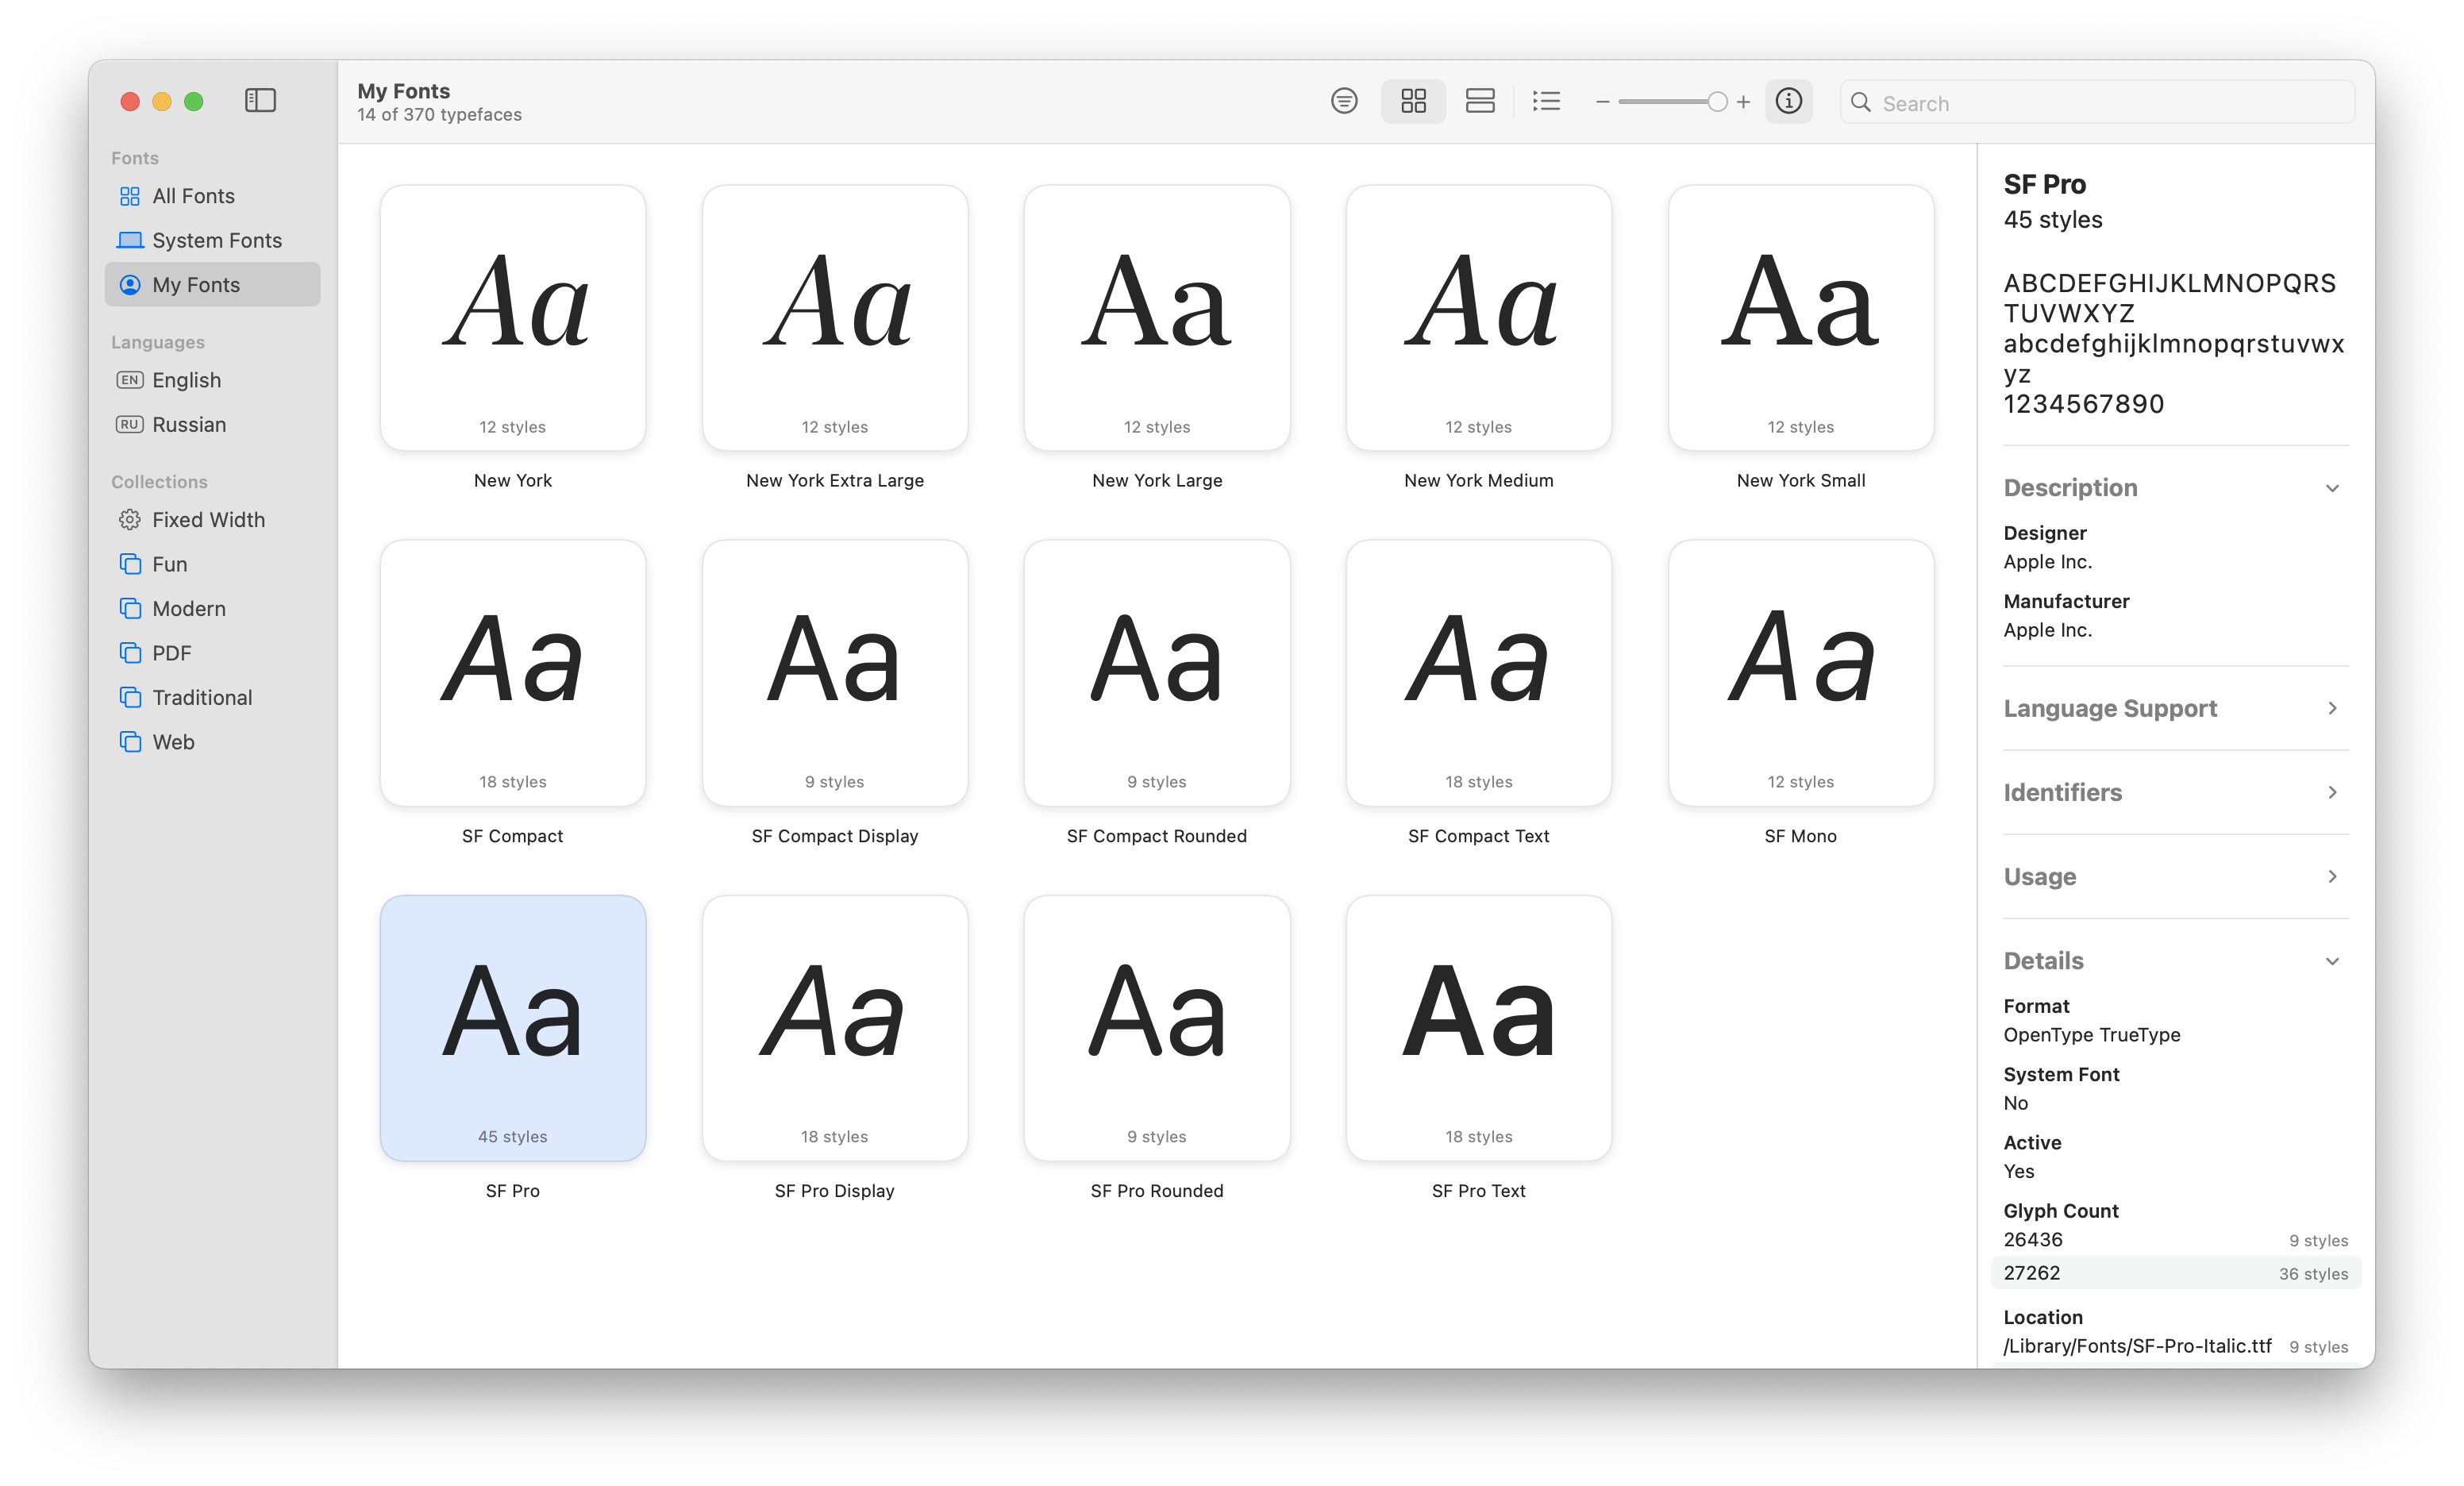 My Fonts
14 of 370 typefaces
Search
Fonts
All Fonts
System Fonts
My Fonts
Languages
EN English
RU Russian
Collections
Fixed Width
Fun
Modern
PDF
Traditional
Web
Aa
12 styles
New York
Aa
12 styles
New York Extra Large
Aa
12 styles
New York Large
Aa
12 styles
New York Medium
Aa
12 styles
New York Small
Aa
18 styles
SF Compact
Aa
9 styles
SF Compact Display
Aa
9 styles
SF Compact Rounded
Aa
18 styles
SF Compact Text
Aa
12 styles
SF Mono
Aa
45 styles
SF Pro
Aa
18 styles
SF Pro Display
Aa
9 styles
SF Pro Rounded
Aa
18 styles
SF Pro Text
SF Pro
45 styles
ABCDEFGHIJKLMNOPQRS
TUVWXYZ
abcdefghijklmnopqrstuvwx
yz
1234567890
Description
Designer
Apple Inc.
Manufacturer
Apple Inc.
Language Support
Identifiers
Usage
Details
Format
OpenType TrueType
System Font
No
Active
Yes
Glyph Count
26436 9 styles
27262 36 styles
Location
/Library/Fonts/SF-Pro-Italic.ttf 9 styles